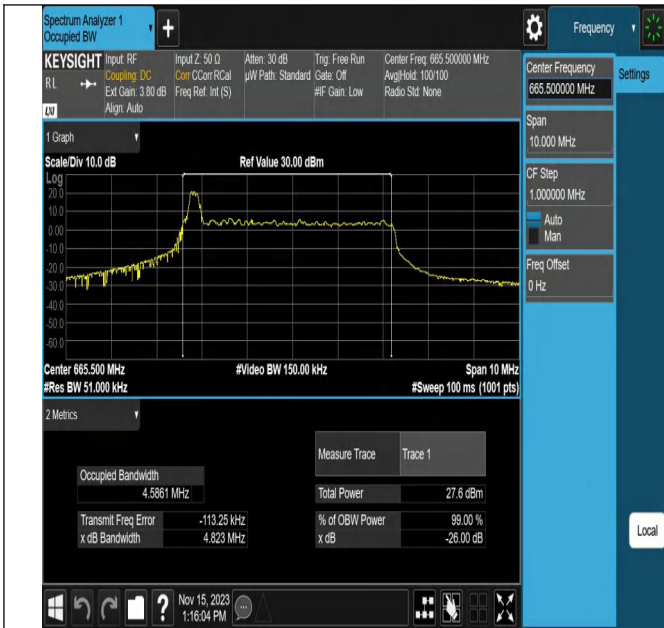 Spectrum Analyzer 1
Occupied BW
Frequency
KEYSIGHT
RL
LXI
Input: RF
Coupling: DC
Ext Gain: 3.80 dB
Align: Auto
Input Z: 50 Ω
Corr CCorr RCal
Freq Ref: Int (S)
Atten: 30 dB
µW Path: Standard
Trig: Free Run
Gate: Off
#IF Gain: Low
Center Freq: 665.500000 MHz
Avg|Hold: 100/100
Radio Std: None
Center Frequency
665.500000 MHz
Settings
Span
10.000 MHz
CF Step
1.000000 MHz
Auto
Man
Freq Offset
0 Hz
1 Graph
Scale/Div 10.0 dB
Ref Value 30.00 dBm
Log
20.0
10.0
0.00
-10.0
-20.0
-30.0
-40.0
-50.0
-60.0
Center 665.500 MHz
#Video BW 150.00 kHz
Span 10 MHz
#Res BW 51.000 kHz
#Sweep 100 ms (1001 pts)
2 Metrics
Measure Trace Trace 1
Occupied Bandwidth
4.5861 MHz
Total Power 27.6 dBm
Transmit Freq Error -113.25 kHz
% of OBW Power 99.00 %
x dB Bandwidth 4.823 MHz
x dB -26.00 dB
Local
?
Nov 15, 2023
1:16:04 PM